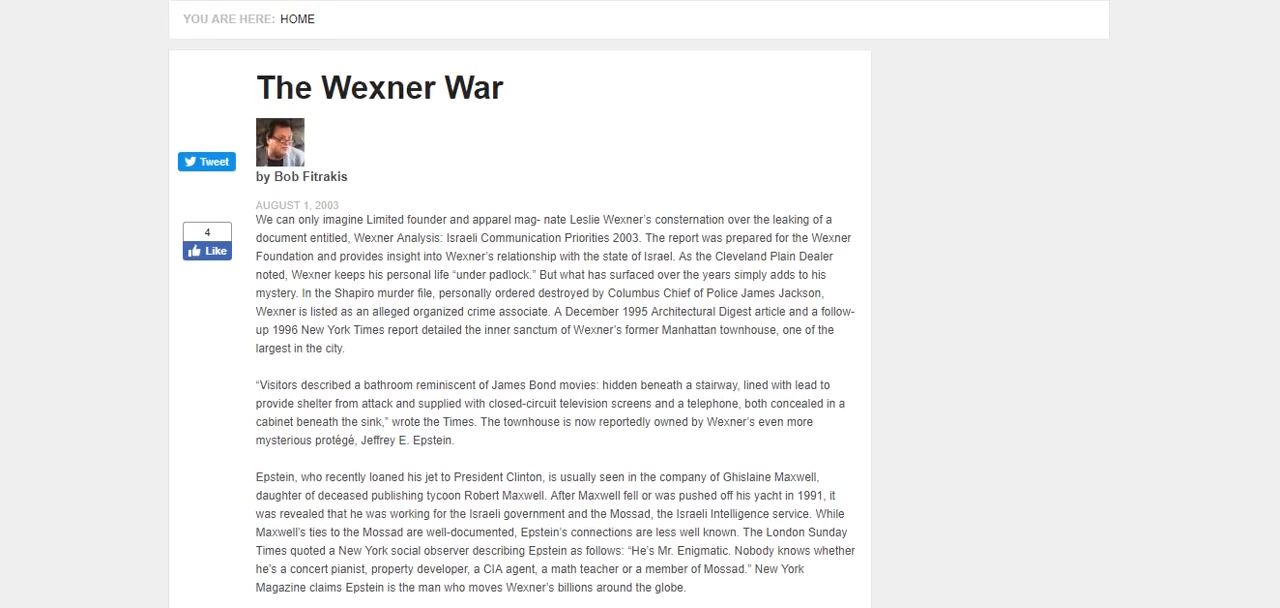 YOU ARE HERE: HOME
The Wexner War
Tweet
by Bob Fitrakis
AUGUST 1, 2003
We can only imagine Limited founder and apparel mag- nate Leslie Wexner's consternation over the leaking of a
4
document entitled, Wexner Analysis: Israeli Communication Priorities 2003. The report was prepared for the Wexner
Like
Foundation and provides insight into Wexner's relationship with the state of Israel. As the Cleveland Plain Dealer
noted, Wexner keeps his personal life “under padlock.” But what has surfaced over the years simply adds to his
mystery. In the Shapiro murder file, personally ordered destroyed by Columbus Chief of Police James Jackson,
Wexner is listed as an alleged organized crime associate. A December 1995 Architectural Digest article and a follow-
up 1996 New York Times report detailed the inner sanctum of Wexner's former Manhattan townhouse, one of the
largest in the city.
“Visitors described a bathroom reminiscent of James Bond movies: hidden beneath a stairway, lined with lead to
provide shelter from attack and supplied with closed-circuit television screens and a telephone, both concealed in a
cabinet beneath the sink,” wrote the Times. The townhouse is now reportedly owned by Wexner's even more
mysterious protégé, Jeffrey E. Epstein.
Epstein, who recently loaned his jet to President Clinton, is usually seen in the company of Ghislaine Maxwell,
daughter of deceased publishing tycoon Robert Maxwell. After Maxwell fell or was pushed off his yacht in 1991, it
was revealed that he was working for the Israeli government and the Mossad, the Israeli Intelligence service. While
Maxwell's ties to the Mossad are well-documented, Epstein's connections are less well known. The London Sunday
Times quoted a New York social observer describing Epstein as follows: “He's Mr. Enigmatic. Nobody knows whether
he's a concert pianist, property developer, a CIA agent, a math teacher or a member of Mossad.” New York
Magazine claims Epstein is the man who moves Wexner's billions around the globe.